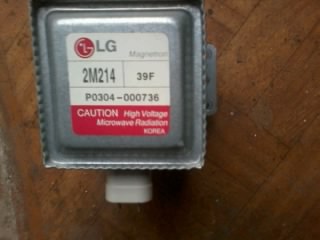 LG
Magnetron
2M214 39F
P0304-000736
CAUTION High Voltage
Microwave Radiation
KOREA